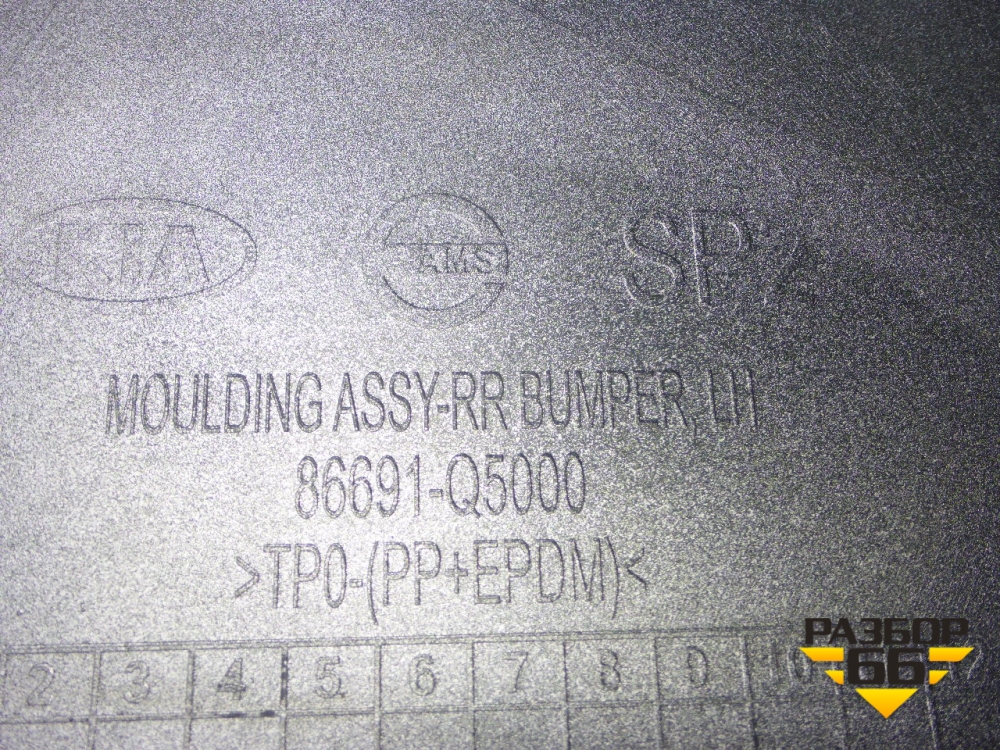 KIA AMS SP2
MOULDING ASSY-RR BUMPER, LH
86691-Q5000
>TPO-(PP+EPDM)<
2 3 4 5 6 7 8 9 10 12
РАЗБОР
66